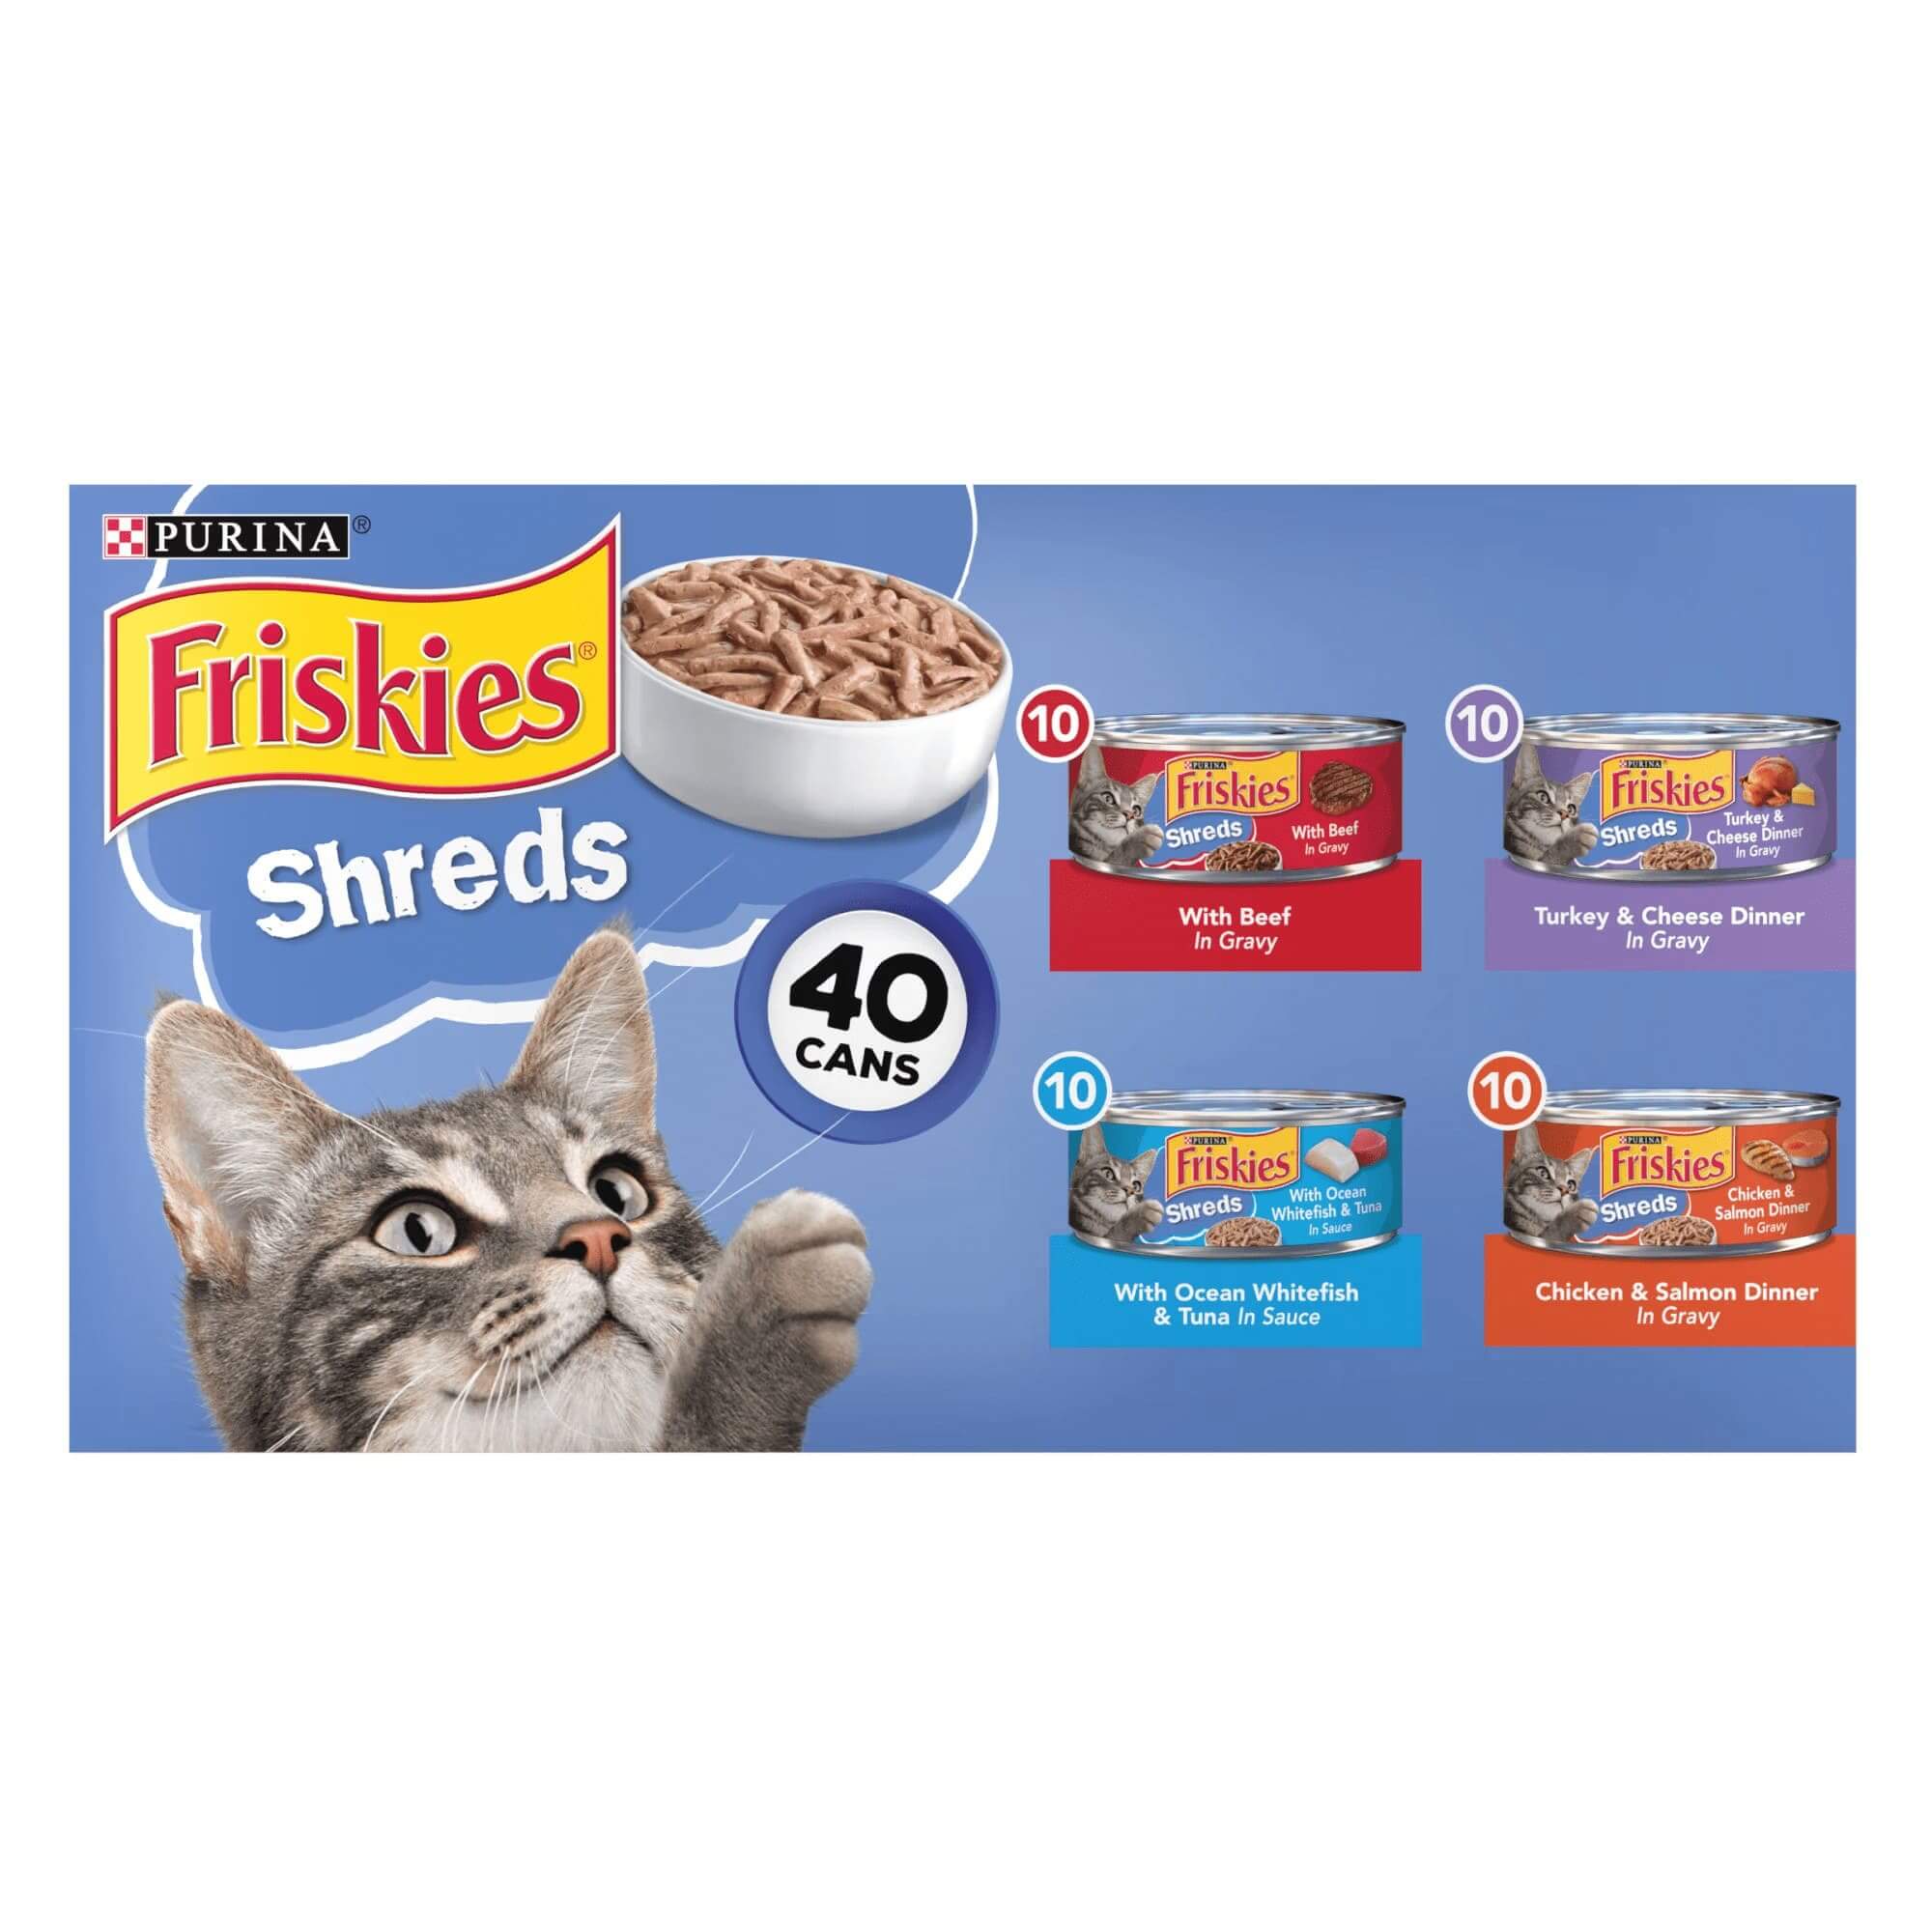 PURINA®
Friskies®
Shreds
40
CANS
10
PURINA
Friskies
Shreds
With Beef
In Gravy
With Beef
In Gravy
10
PURINA
Friskies
Shreds
Turkey &
Cheese Dinner
In Gravy
Turkey & Cheese Dinner
In Gravy
10
PURINA
Friskies
Shreds
With Ocean
Whitefish & Tuna
In Sauce
With Ocean Whitefish
& Tuna In Sauce
10
PURINA
Friskies
Shreds
Chicken &
Salmon Dinner
In Gravy
Chicken & Salmon Dinner
In Gravy